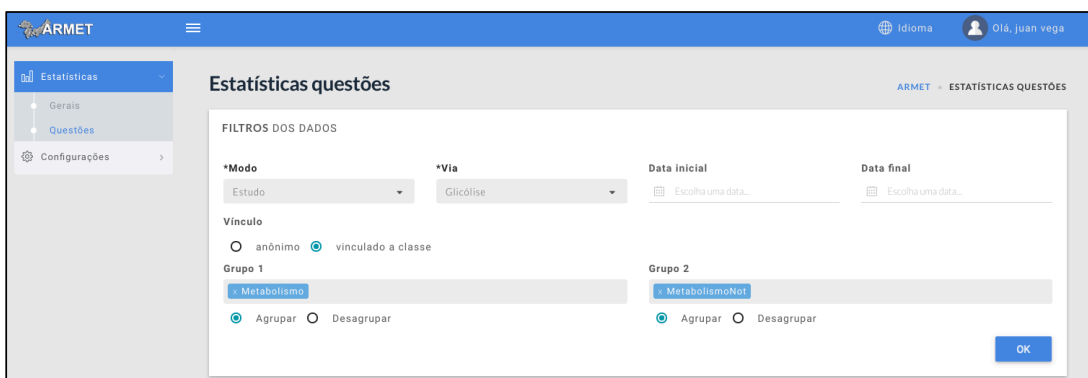 ARMET
Idioma
Olá, juan vega
Estatísticas
Gerais
Questões
Configurações
Estatísticas questões
ARMET » ESTATÍSTICAS QUESTÕES
FILTROS DOS DADOS
*Modo *Via Data inicial Data final
Estudo Glicólise Escolha uma data... Escolha uma data...
Vínculo
anônimo vinculado a classe
Grupo 1 Grupo 2
× Metabolismo × MetabolismoNot
Agrupar Desagrupar Agrupar Desagrupar
OK